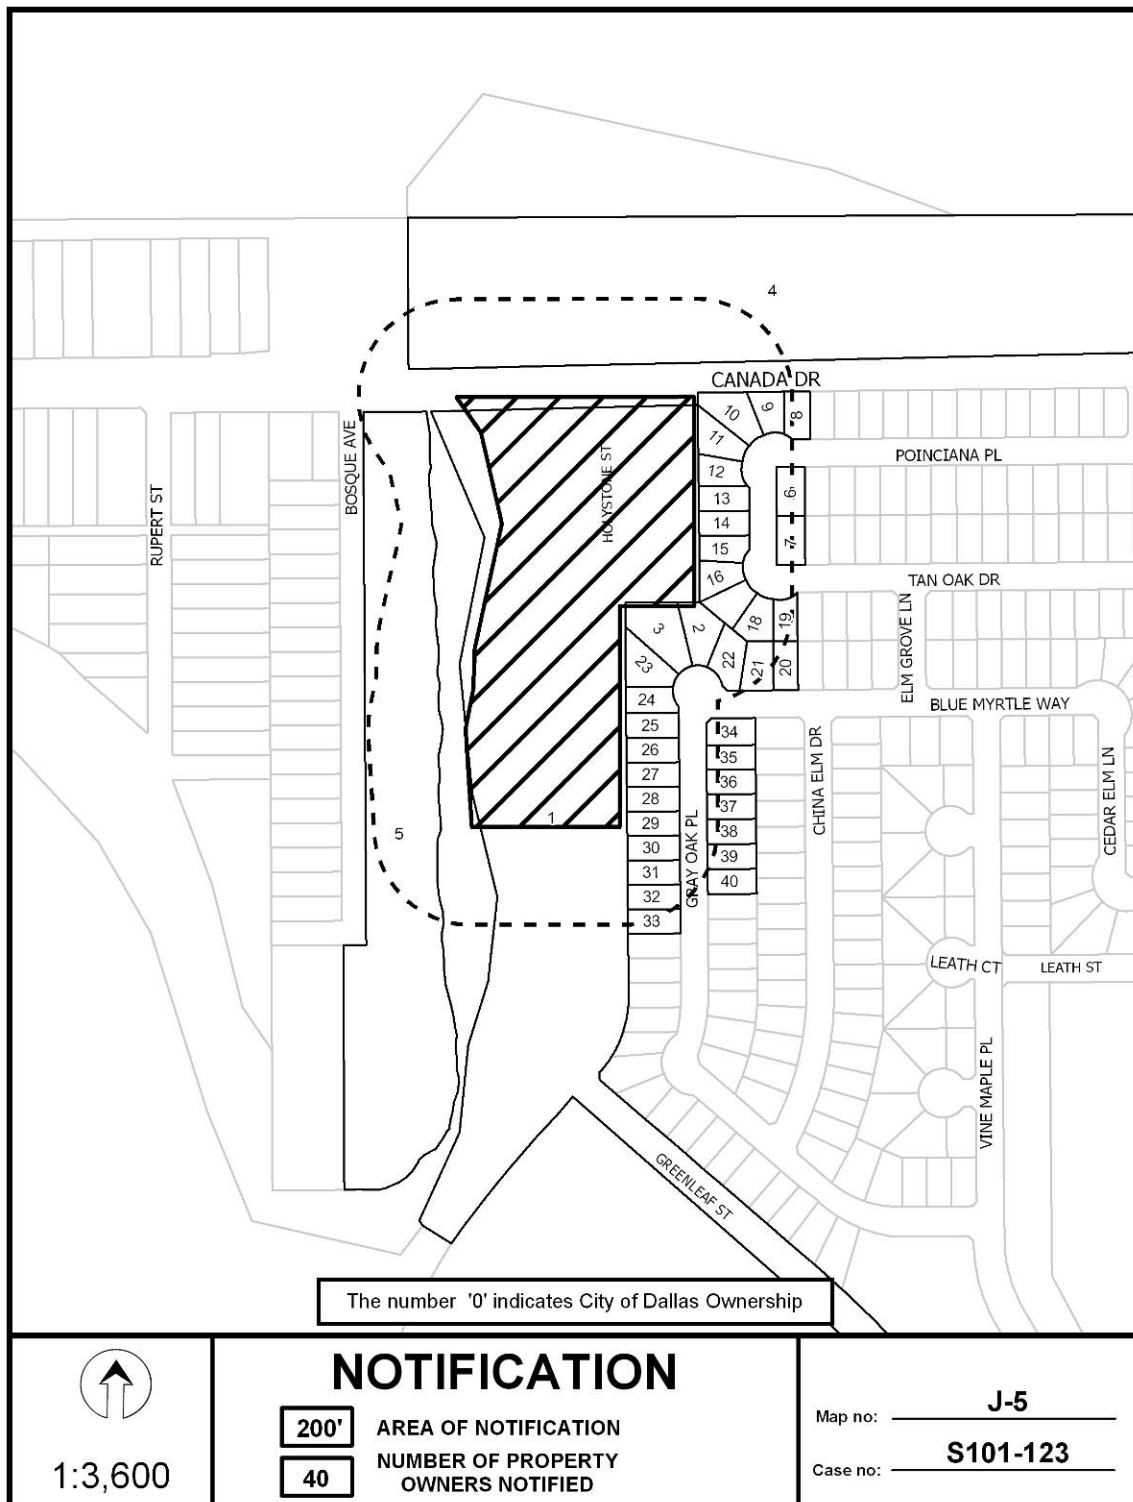 4
CANADA DR
10
9
8
11
BOSQUE AVE
HOLYSTONE ST
12
POINCIANA PL
13
6
14
RUPERT ST
7
15
16
TAN OAK DR
ELM GROVE LN
3
2
18
19
23
22
21
20
24
BLUE MYRTLE WAY
25
34
26
35
27
36
CHINA ELM DR
CEDAR ELM LN
28
37
1
29
38
5
30
39
GRAY OAK PL
31
40
32
33
LEATH CT
LEATH ST
VINE MAPLE PL
GREENLEAF ST
The number '0' indicates City of Dallas Ownership
1:3,600
NOTIFICATION
200' AREA OF NOTIFICATION
40 NUMBER OF PROPERTY
OWNERS NOTIFIED
Map no: J-5
Case no: S101-123